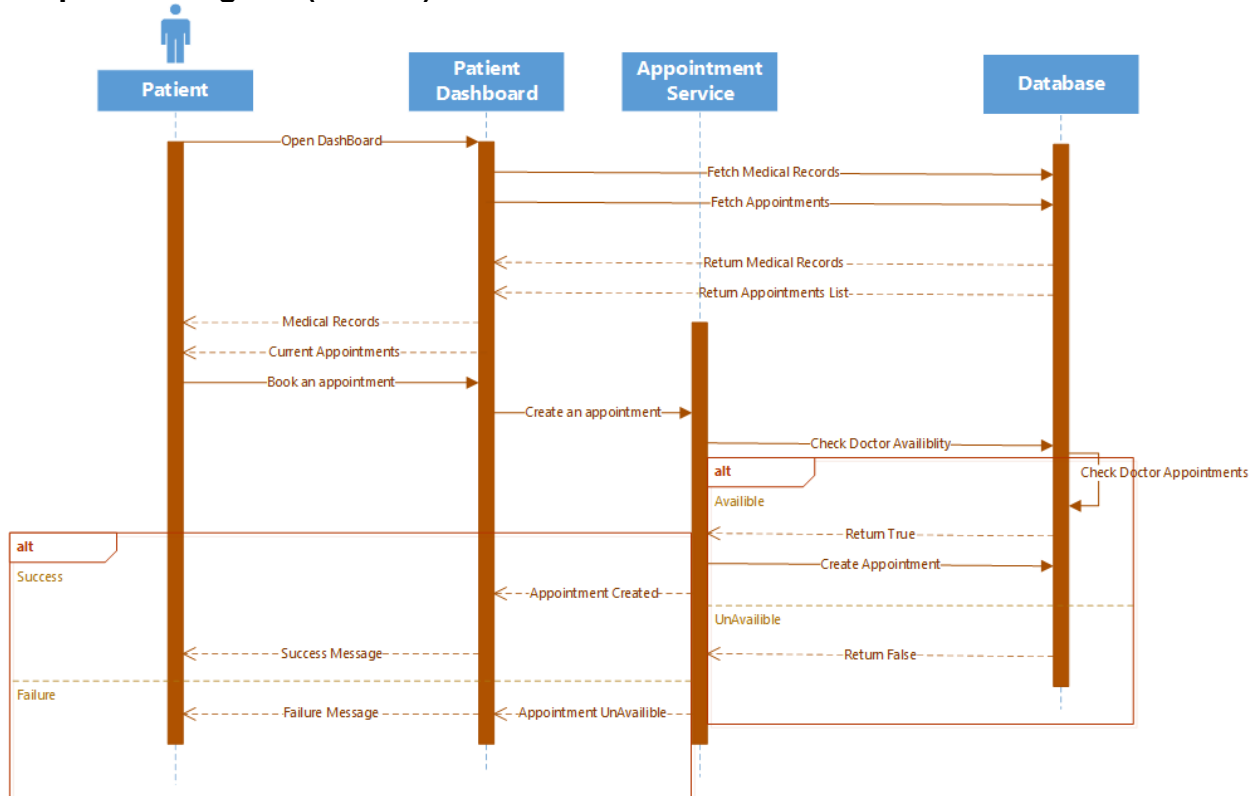 Patient
Patient
Dashboard
Appointment
Service
Database
Open DashBoard
Fetch Medical Records
Fetch Appointments
Return Medical Records
Return Appointments List
Medical Records
Current Appointments
Book an appointment
Create an appointment
Check Doctor Availiblity
alt
Check Doctor Appointments
Availible
Return True
alt
Create Appointment
Success
Appointment Created
UnAvailible
Success Message
Return False
Failure
Failure Message
Appointment UnAvailible